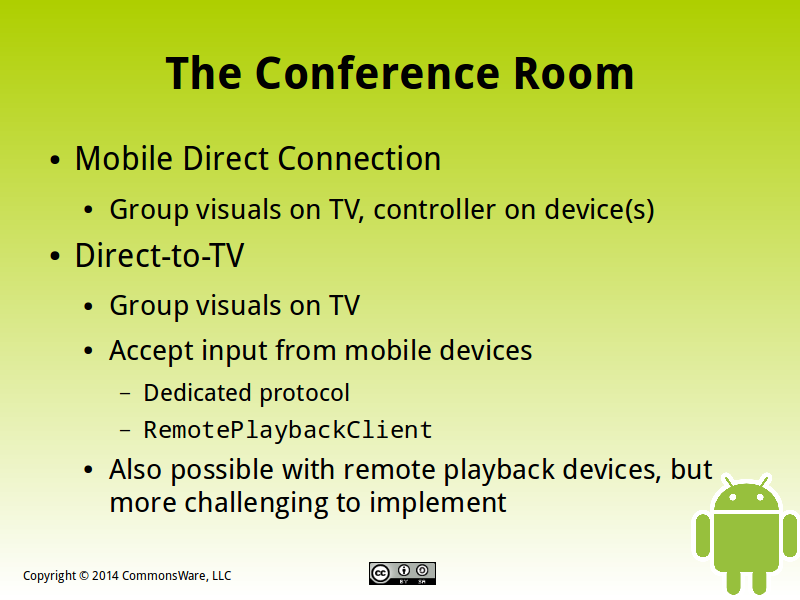 The Conference Room
• Mobile Direct Connection
• Group visuals on TV, controller on device(s)
• Direct-to-TV
• Group visuals on TV
• Accept input from mobile devices
– Dedicated protocol
– RemotePlaybackClient
• Also possible with remote playback devices, but
more challenging to implement
Copyright © 2014 CommonsWare, LLC
cc BY SA